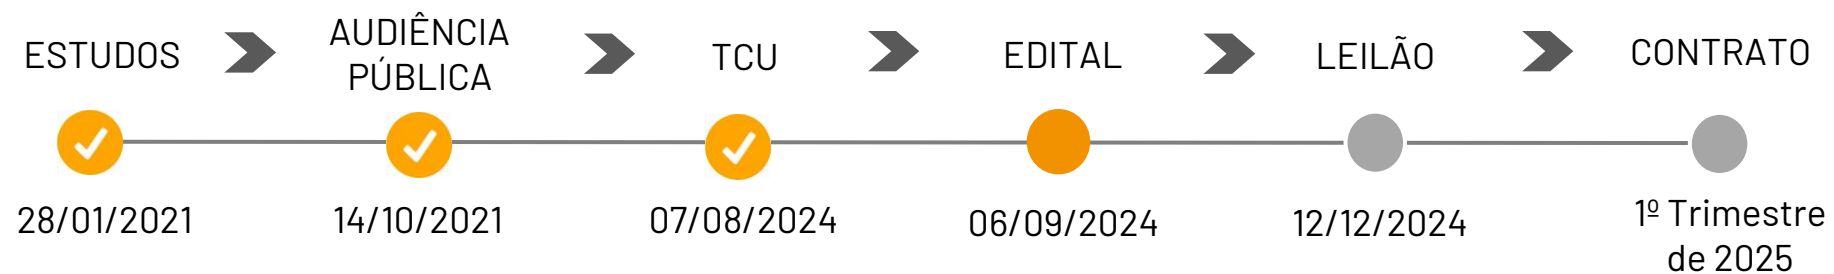 ESTUDOS
AUDIÊNCIA
PÚBLICA
TCU
EDITAL
LEILÃO
CONTRATO
28/01/2021
14/10/2021
07/08/2024
06/09/2024
12/12/2024
1º Trimestre
de 2025